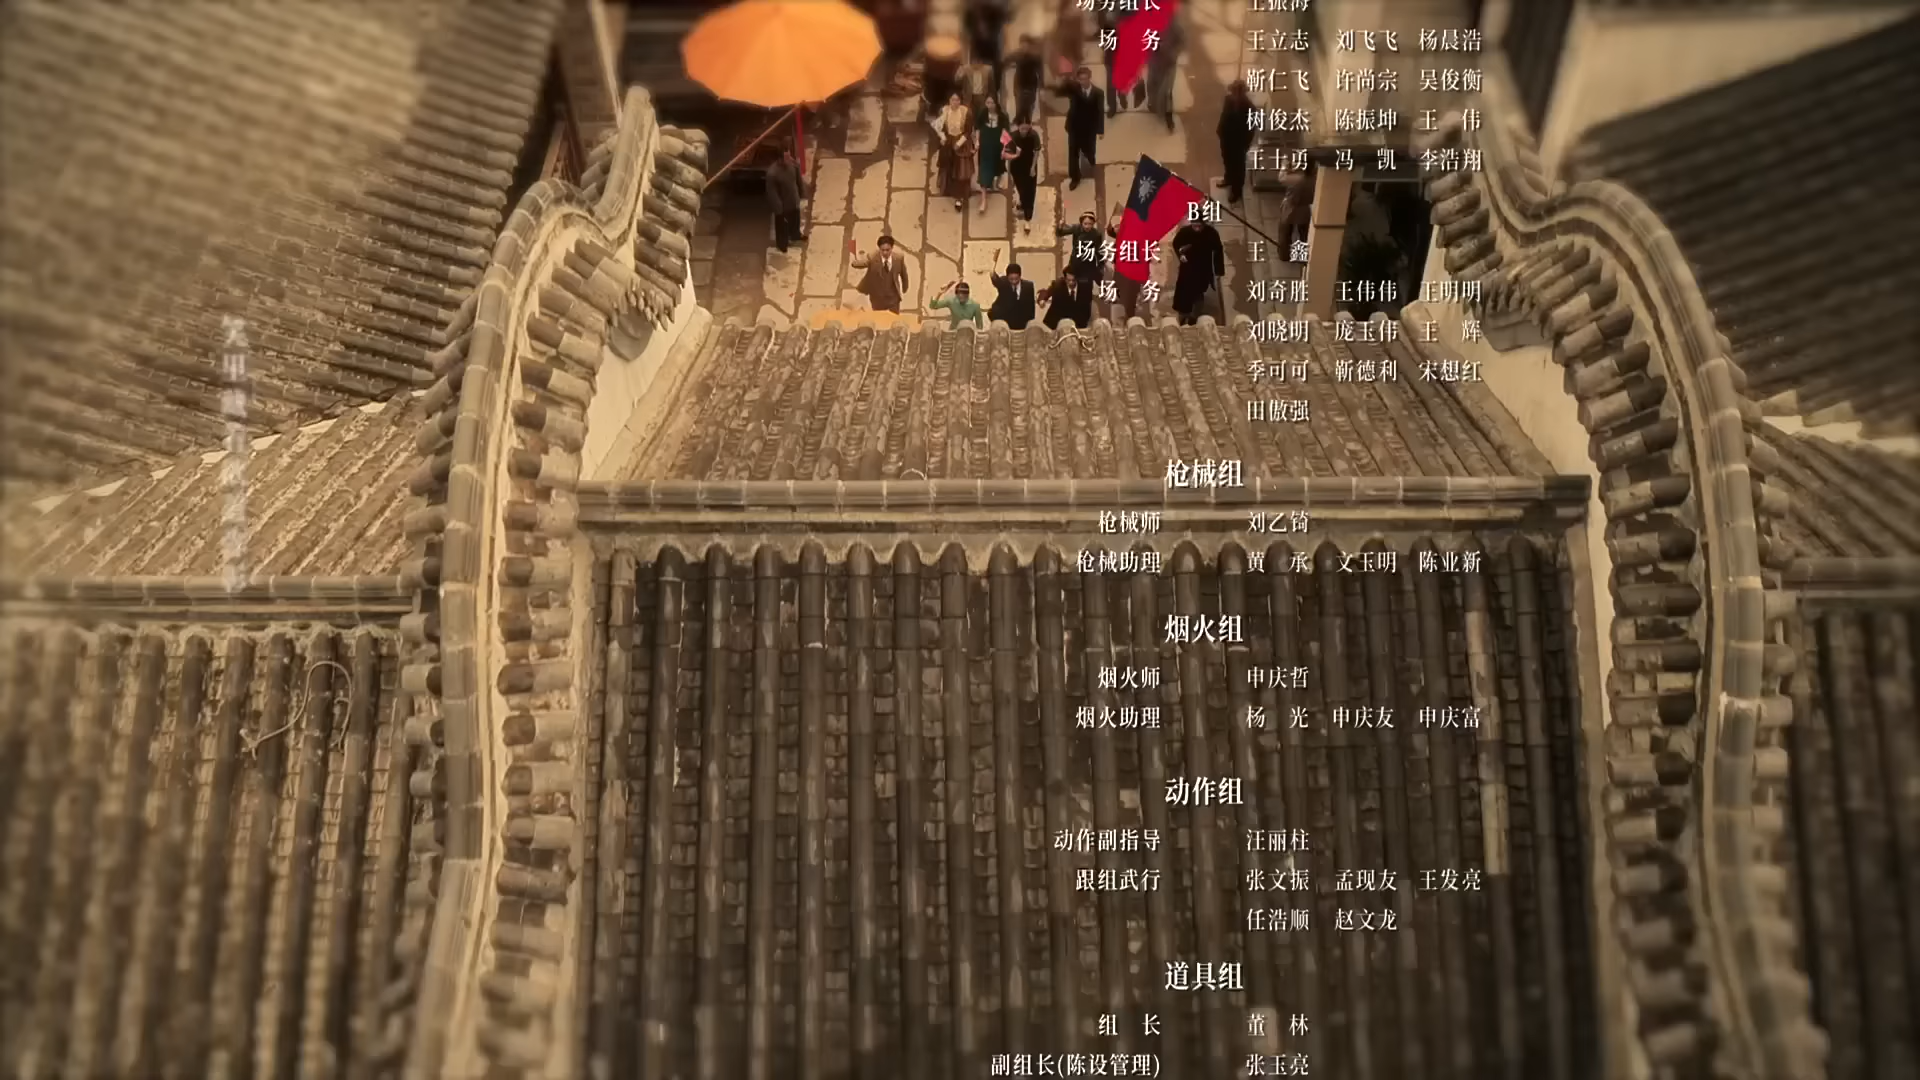 场务组长 王振海
场 务 王立志 刘飞飞 杨晨浩
靳仁飞 许尚宗 吴俊衡
树俊杰 陈振坤 王 伟
王士勇 冯 凯 李浩翔
B组
场务组长 王 鑫
场 务 刘奇胜 王伟伟 王明明
刘晓明 庞玉伟 王 辉
季可可 靳德利 宋想红
田傲强
枪械组
枪械师 刘乙锜
枪械助理 黄 承 文玉明 陈业新
烟火组
烟火师 申庆哲
烟火助理 杨 光 申庆友 申庆富
动作组
动作副指导 汪丽柱
跟组武行 张文振 孟现友 王发亮
任浩顺 赵文龙
道具组
组 长 董 林
副组长(陈设管理) 张玉亮